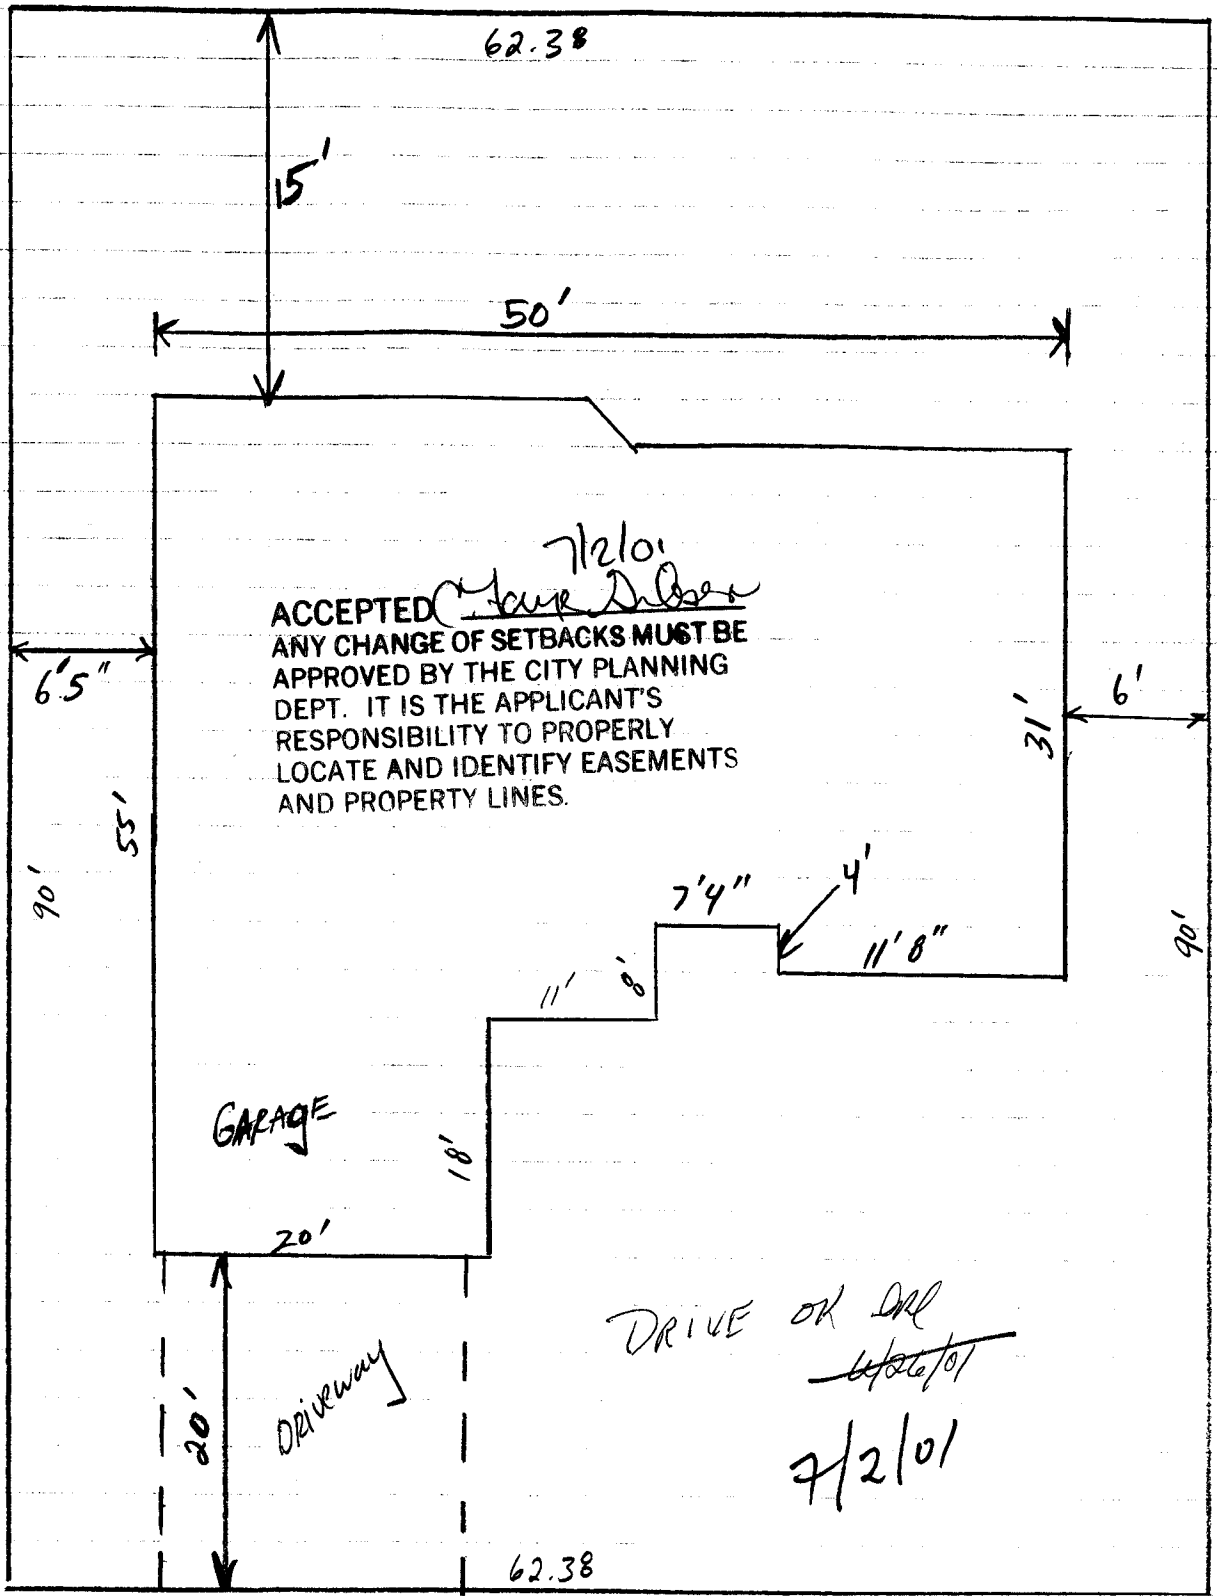 62.38
15'
50'
7/2/01
ACCEPTED
ANY CHANGE OF SETBACKS MUST BE
APPROVED BY THE CITY PLANNING
DEPT. IT IS THE APPLICANT'S
RESPONSIBILITY TO PROPERLY
LOCATE AND IDENTIFY EASEMENTS
AND PROPERTY LINES.
6'5"
6'
31'
55'
90'
7'4"
4'
90'
11'8"
11'
8'
GARAGE
18'
20'
DRIVE OK
6/26/01
Driveway
20'
7/2/01
62.38